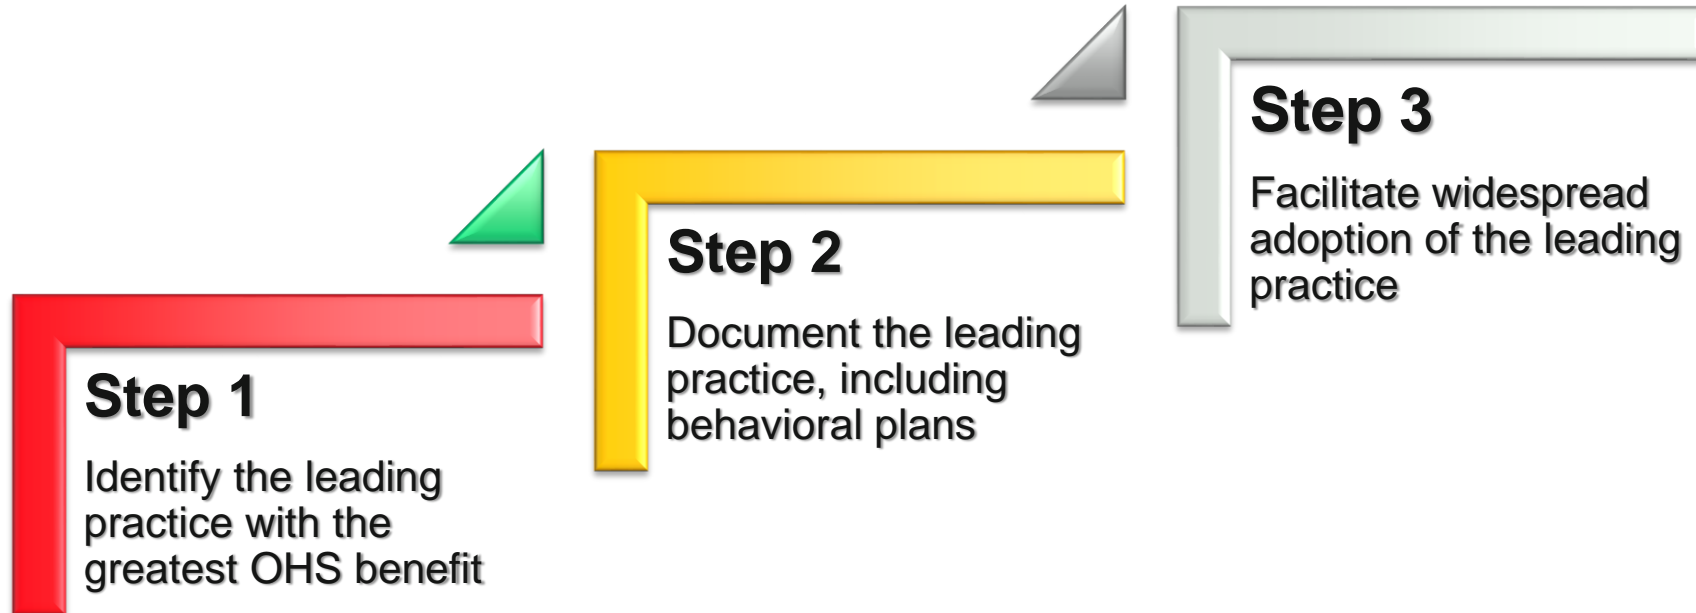 Step 1
Identify the leading
practice with the
greatest OHS benefit
Step 2
Document the leading
practice, including
behavioral plans
Step 3
Facilitate widespread
adoption of the leading
practice